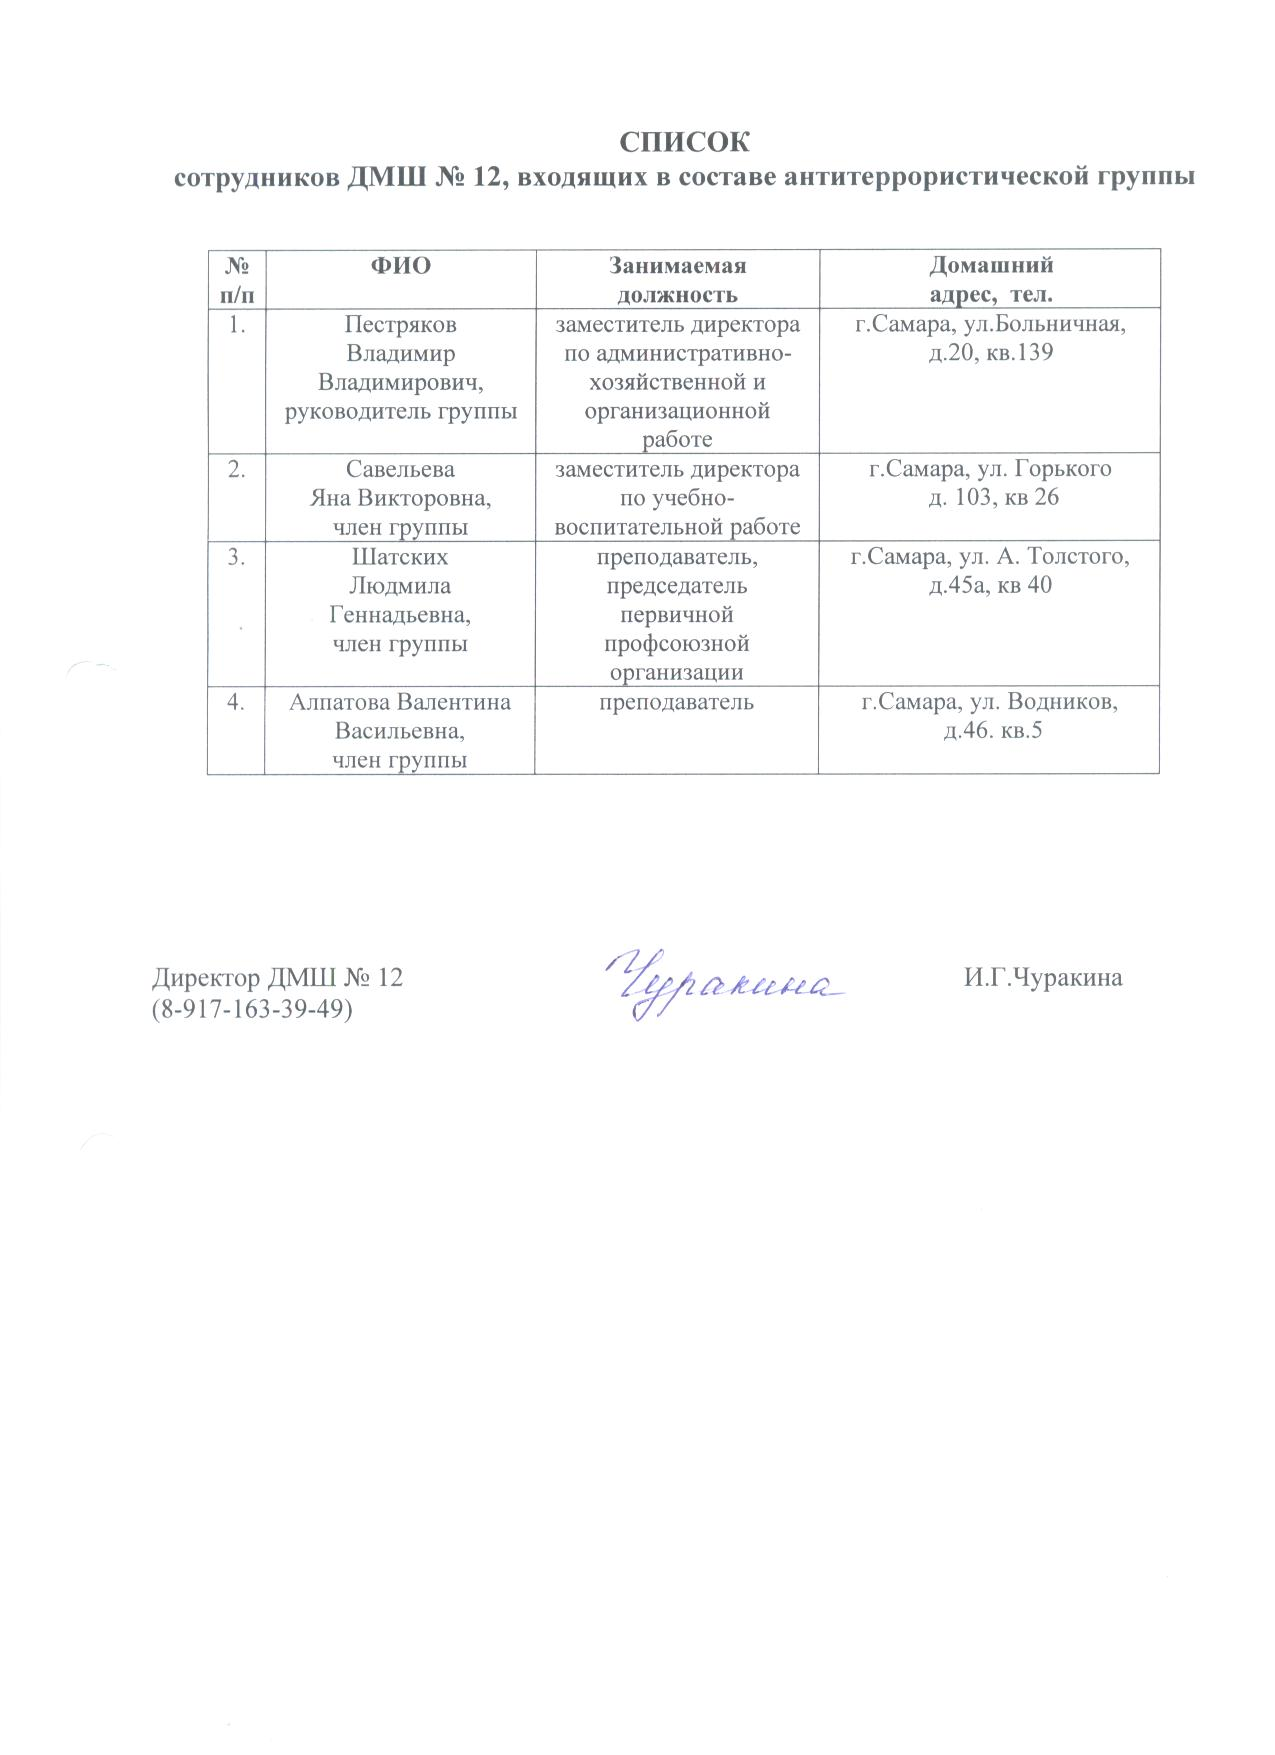 СПИСОК
сотрудников ДМШ № 12, входящих в составе антитеррористической группы
№
п/п
ФИО
Занимаемая
должность
Домашний
адрес, тел.
1.
Пестряков
Владимир
Владимирович,
руководитель группы
заместитель директора
по административно-
хозяйственной и
организационной
работе
г.Самара, ул.Больничная,
д.20, кв.139
2.
Савельева
Яна Викторовна,
член группы
заместитель директора
по учебно-
воспитательной работе
г.Самара, ул. Горького
д. 103, кв 26
3.
Шатских
Людмила
Геннадьевна,
член группы
преподаватель,
председатель
первичной
профсоюзной
организации
г.Самара, ул. А. Толстого,
д.45а, кв 40
4.
Алпатова Валентина
Васильевна,
член группы
преподаватель
г.Самара, ул. Водников,
д.46. кв.5
Директор ДМШ № 12
Чуракина
И.Г.Чуракина
(8-917-163-39-49)